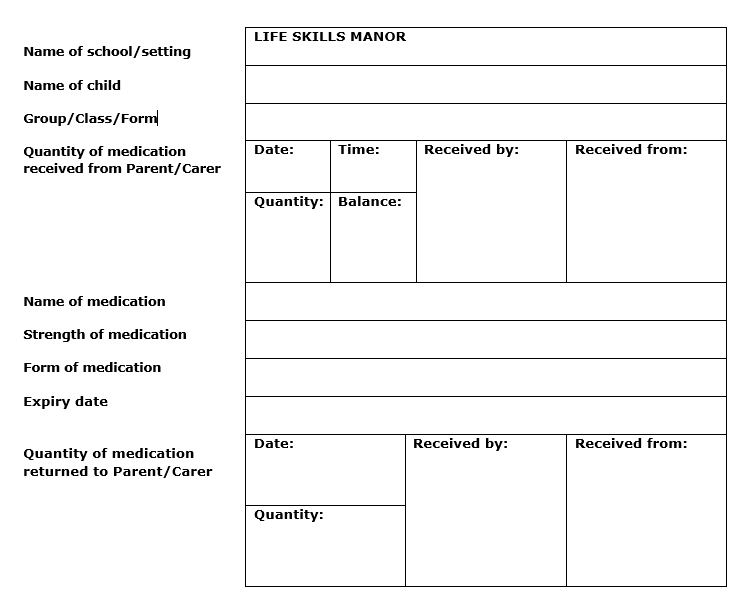 LIFE SKILLS MANOR
Name of school/setting
Name of child
Group/Class/Form
Quantity of medication
received from Parent/Carer
Date:
Time:
Received by:
Received from:
Quantity:
Balance:
Name of medication
Strength of medication
Form of medication
Expiry date
Quantity of medication
returned to Parent/Carer
Date:
Received by:
Received from:
Quantity: